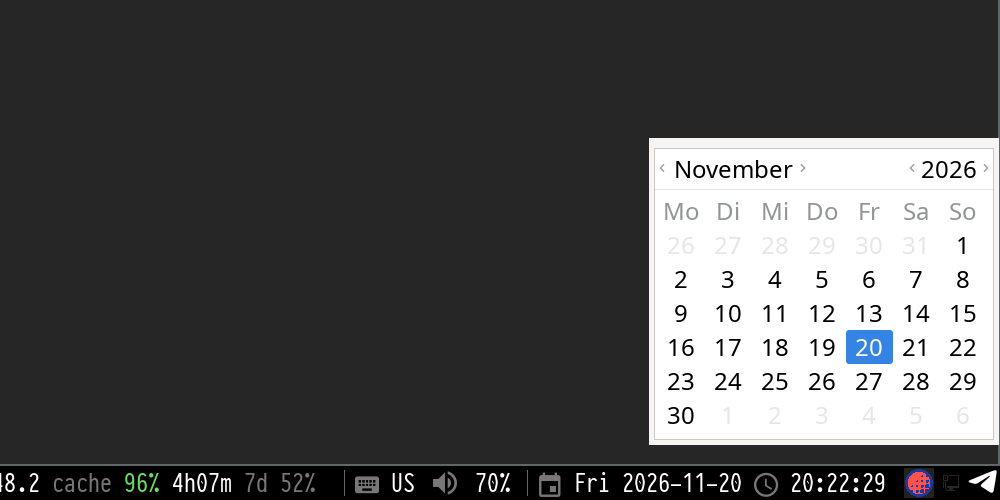 November 2026
Mo Di Mi Do Fr Sa So
26 27 28 29 30 31 1
2 3 4 5 6 7 8
9 10 11 12 13 14 15
16 17 18 19 20 21 22
23 24 25 26 27 28 29
30 1 2 3 4 5 6
48.2 cache 96% 4h07m 7d 52% US 70% Fri 2026-11-20 20:22:29